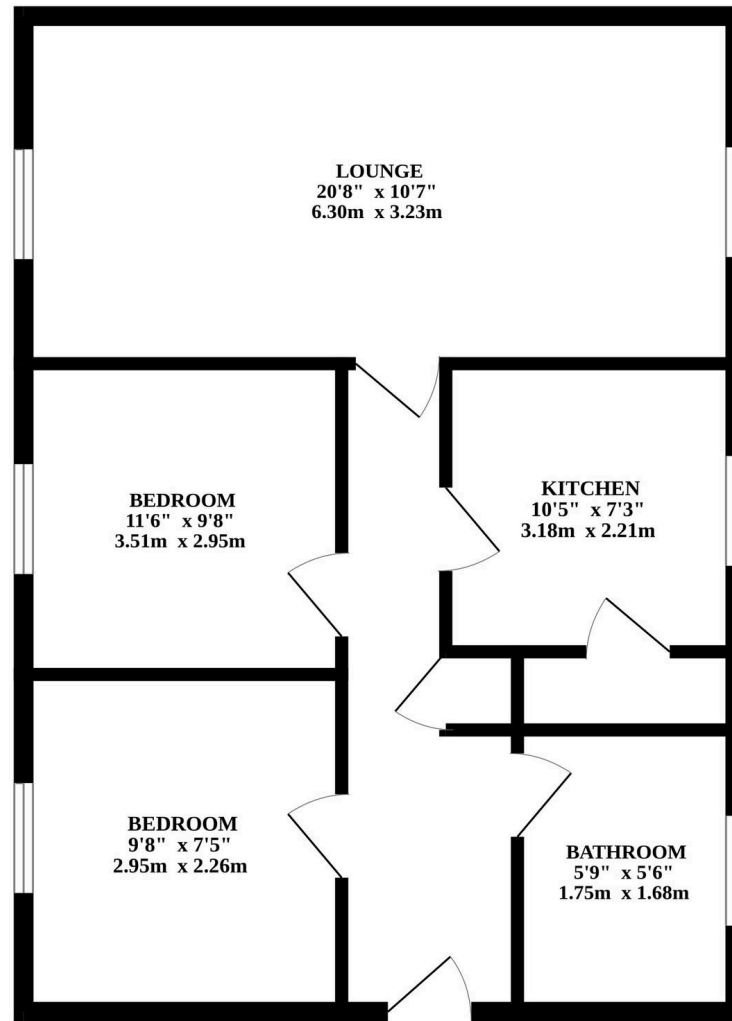 LOUNGE
20'8" x 10'7"
6.30m x 3.23m
BEDROOM
11'6" x 9'8"
3.51m x 2.95m
KITCHEN
10'5" x 7'3"
3.18m x 2.21m
BEDROOM
9'8" x 7'5"
2.95m x 2.26m
BATHROOM
5'9" x 5'6"
1.75m x 1.68m